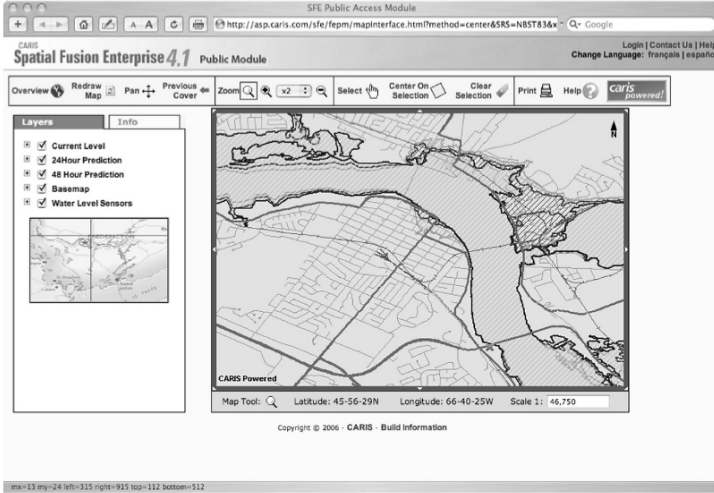 SFE Public Access Module
http://asp.caris.com/sfe/fepm/mapInterface.html?method=center&SRS=NB5T83&x
Google
Login | Contact Us | Help
Change Language: français | españo
CARIS
Spatial Fusion Enterprise 4.1 Public Module
Overview Redraw Map Pan Previous Cover Zoom x2 Select Center On Selection Clear Selection Print Help caris powered!
Layers Info
Current Level
24Hour Prediction
48 Hour Prediction
Basemap
Water Level Sensors
N
CARIS Powered
Map Tool: Latitude: 45-56-29N Longitude: 66-40-25W Scale 1: 46,750
Copyright © 2006 - CARIS - Build Information
mx=13 my=24 left=315 right=915 top=112 bottom=512